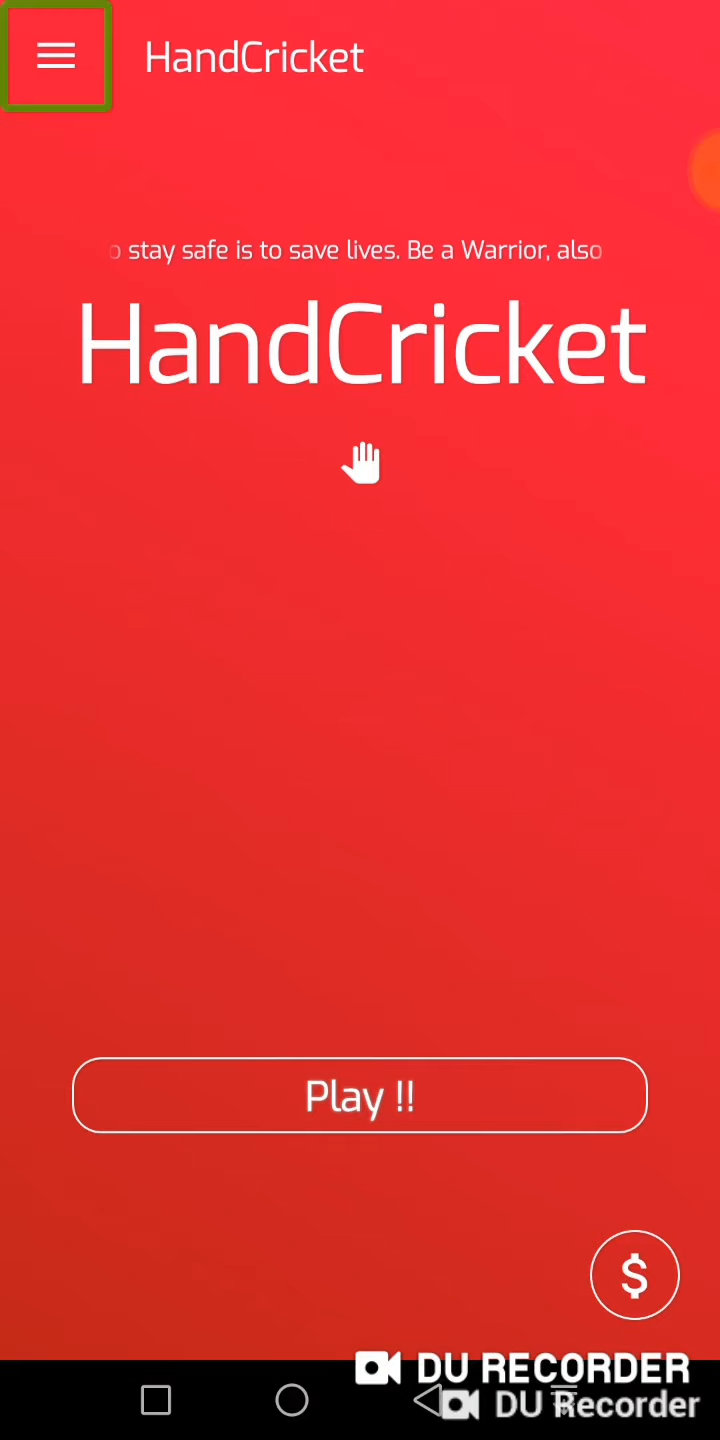 HandCricket
stay safe is to save lives. Be a Warrior, also
HandCricket
Play !!
$
DU RECORDER
DU Recorder